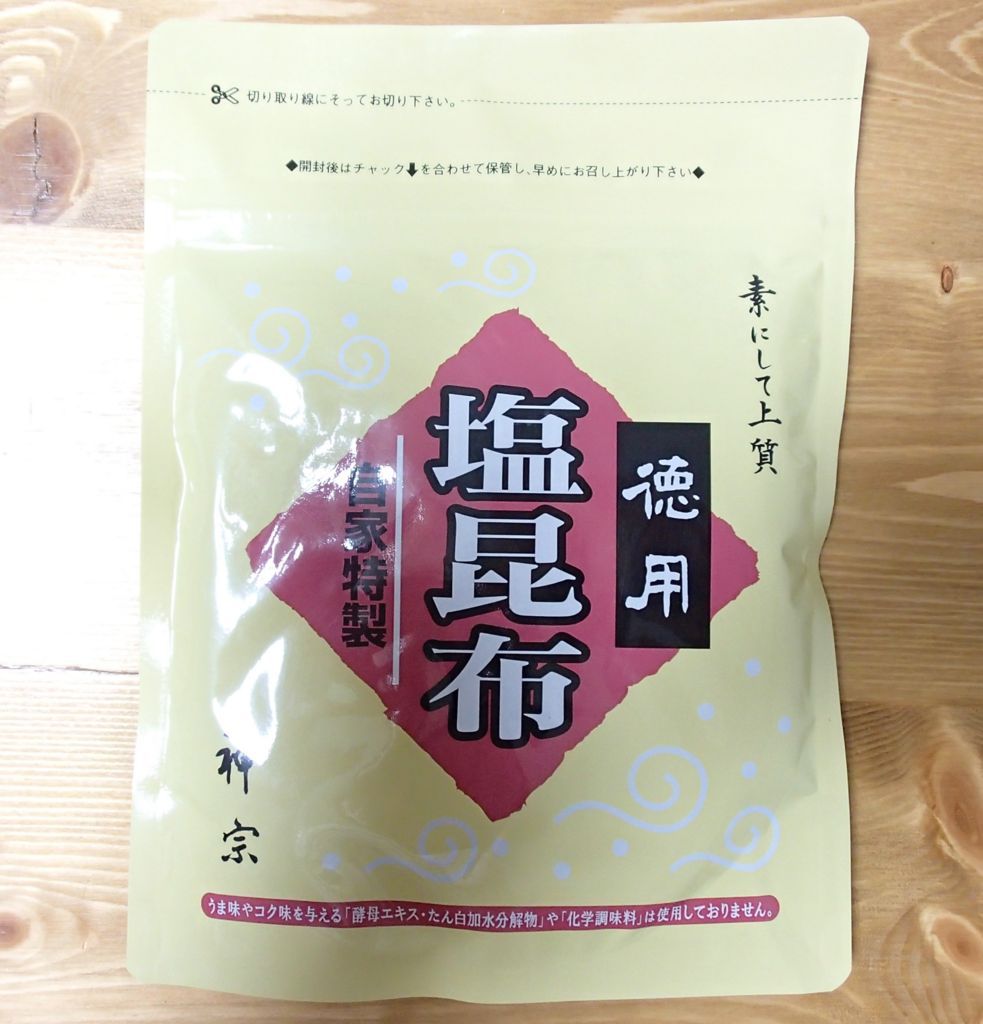 切り取り線にそってお切り下さい。
◆開封後はチャック⬇を合わせて保管し、早めにお召し上がり下さい◆
素にして上質
徳用
塩昆布
自家特製
神宗
うま味やコク味を与える「酵母エキス・たん白加水分解物」や「化学調味料」は使用しておりません。